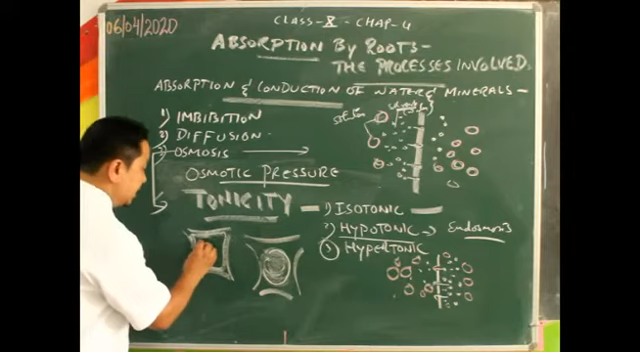 06/04/2020
CLASS-X - CHAP-4
ABSORPTION BY ROOTS-
THE PROCESSES INVOLVED.
ABSORPTION & CONDUCTION OF WATER & MINERALS -
1) IMBIBITION
2) DIFFUSION -
3) OSMOSIS
OSMOTIC PRESSURE
TONICITY
1) ISOTONIC
2) HYPOTONIC -> Endosmosis
3) HYPERTONIC